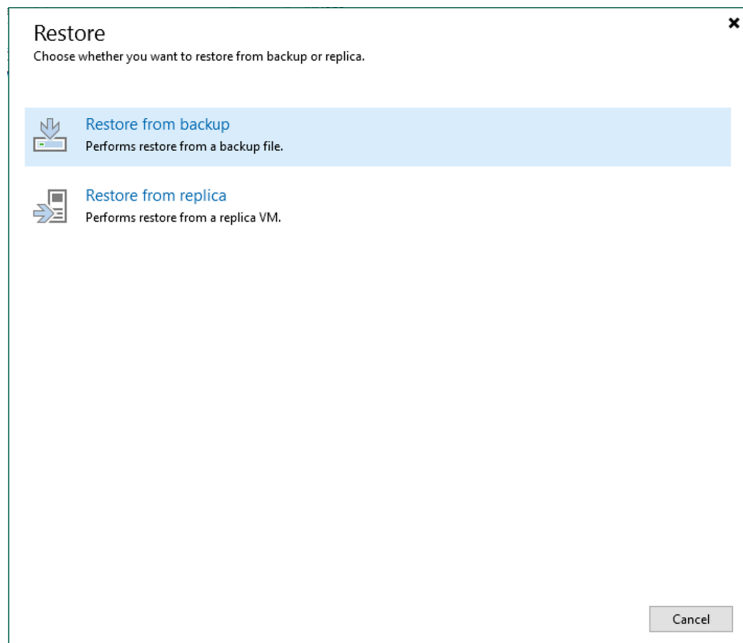 Restore
Choose whether you want to restore from backup or replica.
Restore from backup
Performs restore from a backup file.
Restore from replica
Performs restore from a replica VM.
Cancel